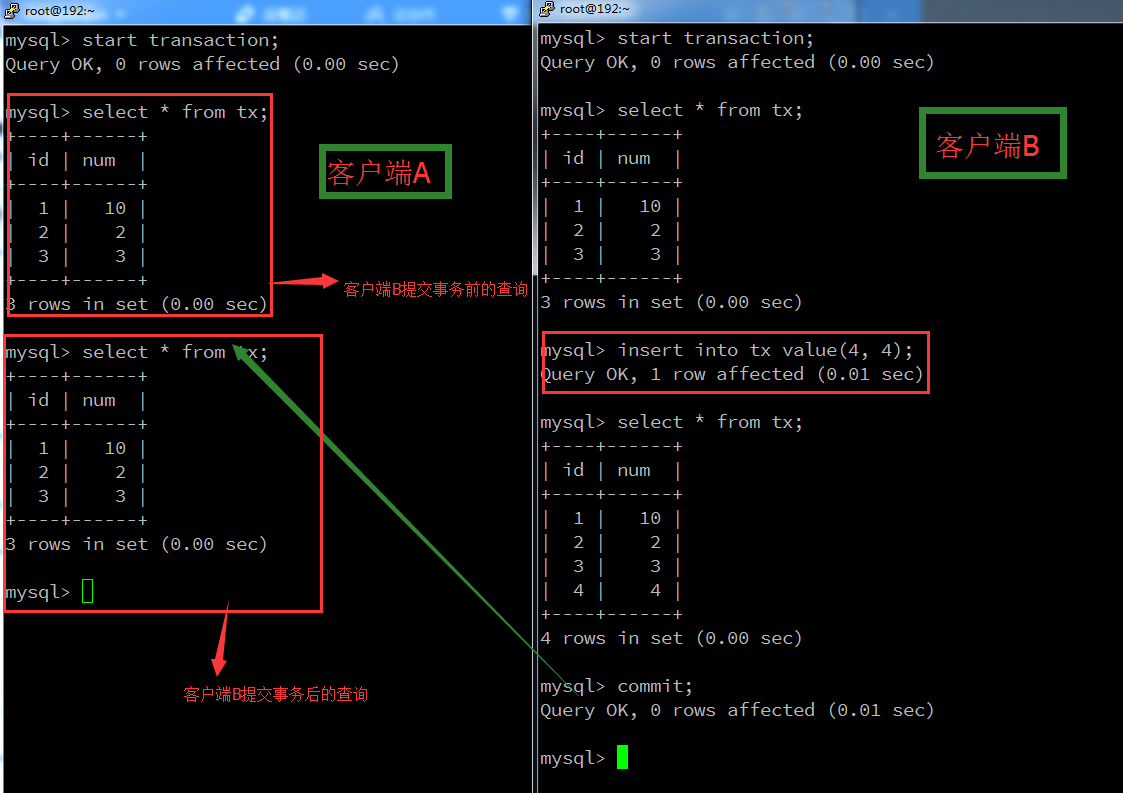 root@192:~
mysql> start transaction;
Query OK, 0 rows affected (0.00 sec)
mysql> select * from tx;
+----+------+
| id | num  |
+----+------+
|  1 |   10 |
|  2 |    2 |
|  3 |    3 |
+----+------+
3 rows in set (0.00 sec)
客户端A
客户端B提交事务前的查询
mysql> select * from tx;
+----+------+
| id | num  |
+----+------+
|  1 |   10 |
|  2 |    2 |
|  3 |    3 |
+----+------+
3 rows in set (0.00 sec)
mysql>
客户端B提交事务后的查询
root@192:~
mysql> start transaction;
Query OK, 0 rows affected (0.00 sec)
mysql> select * from tx;
+----+------+
| id | num  |
+----+------+
|  1 |   10 |
|  2 |    2 |
|  3 |    3 |
+----+------+
3 rows in set (0.00 sec)
客户端B
mysql> insert into tx value(4, 4);
Query OK, 1 row affected (0.01 sec)
mysql> select * from tx;
+----+------+
| id | num  |
+----+------+
|  1 |   10 |
|  2 |    2 |
|  3 |    3 |
|  4 |    4 |
+----+------+
4 rows in set (0.00 sec)
mysql> commit;
Query OK, 0 rows affected (0.01 sec)
mysql>